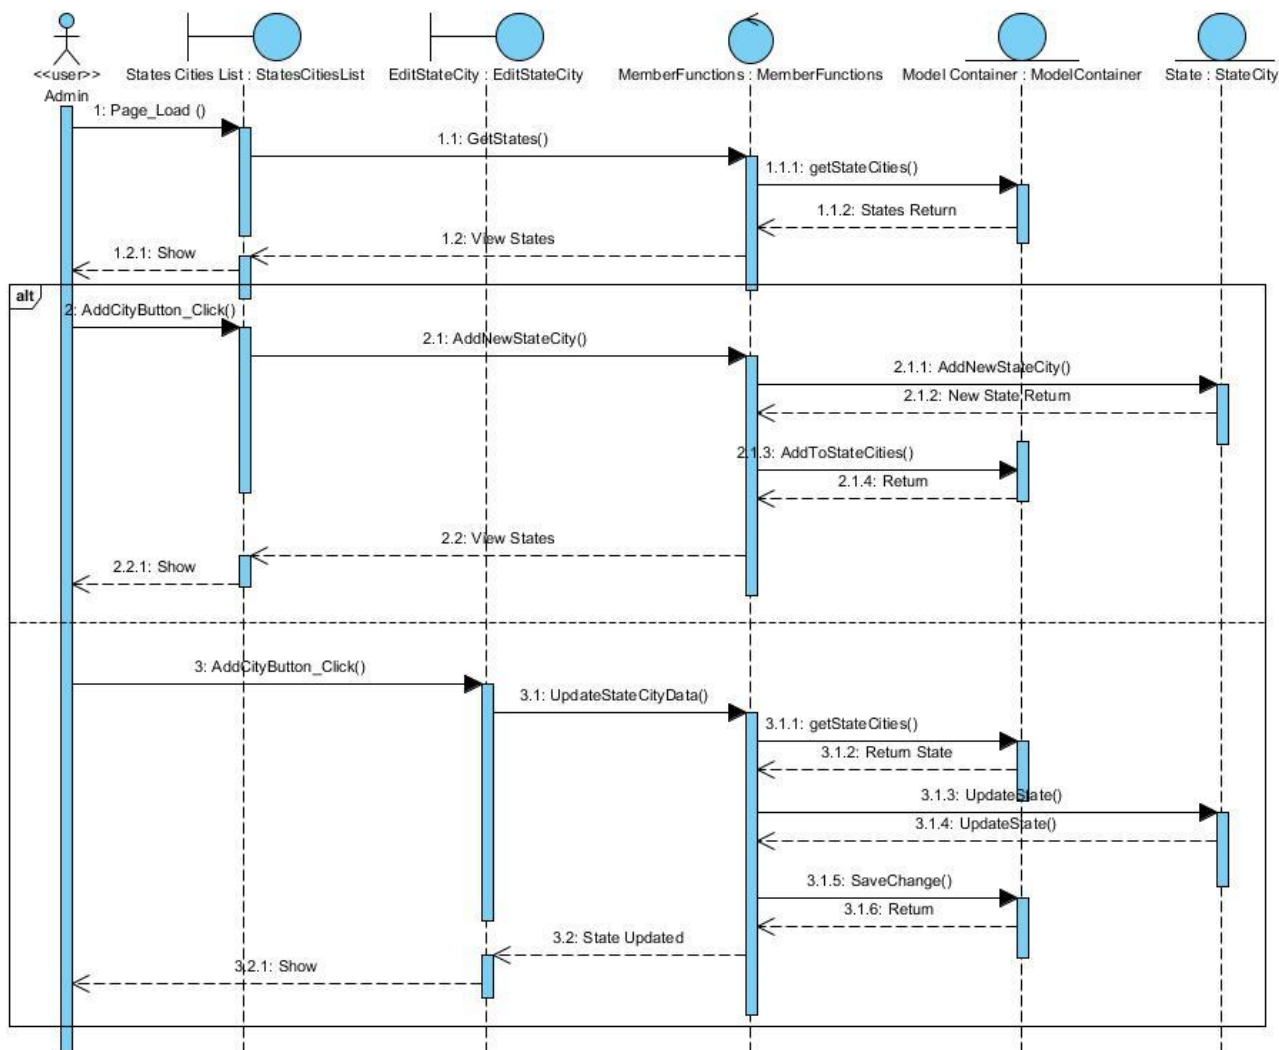 <<user>>
Admin
States Cities List : StatesCitiesList
EditStateCity : EditStateCity
MemberFunctions : MemberFunctions
Model Container : ModelContainer
State : StateCity
1: Page_Load ()
1.1: GetStates()
1.1.1: getStateCities()
1.1.2: States Return
1.2: View States
1.2.1: Show
alt
2: AddCityButton_Click()
2.1: AddNewStateCity()
2.1.1: AddNewStateCity()
2.1.2: New State Return
2.1.3: AddToStateCities()
2.1.4: Return
2.2: View States
2.2.1: Show
3: AddCityButton_Click()
3.1: UpdateStateCityData()
3.1.1: getStateCities()
3.1.2: Return State
3.1.3: UpdateState()
3.1.4: UpdateState()
3.1.5: SaveChange()
3.1.6: Return
3.2: State Updated
3.2.1: Show